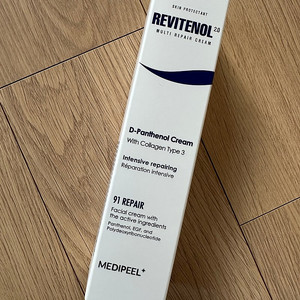 SKIN PROTECTANT
REVITENOL 2.0
MULTI REPAIR CREAM
D-Panthenol Cream
With Collagen Type 3
Intensive repairing
Réparation intensive
91 REPAIR
Facial cream with
the active ingredients
Panthenol, EGF, and
Polydeoxyribonucleotide
MEDIPEEL+